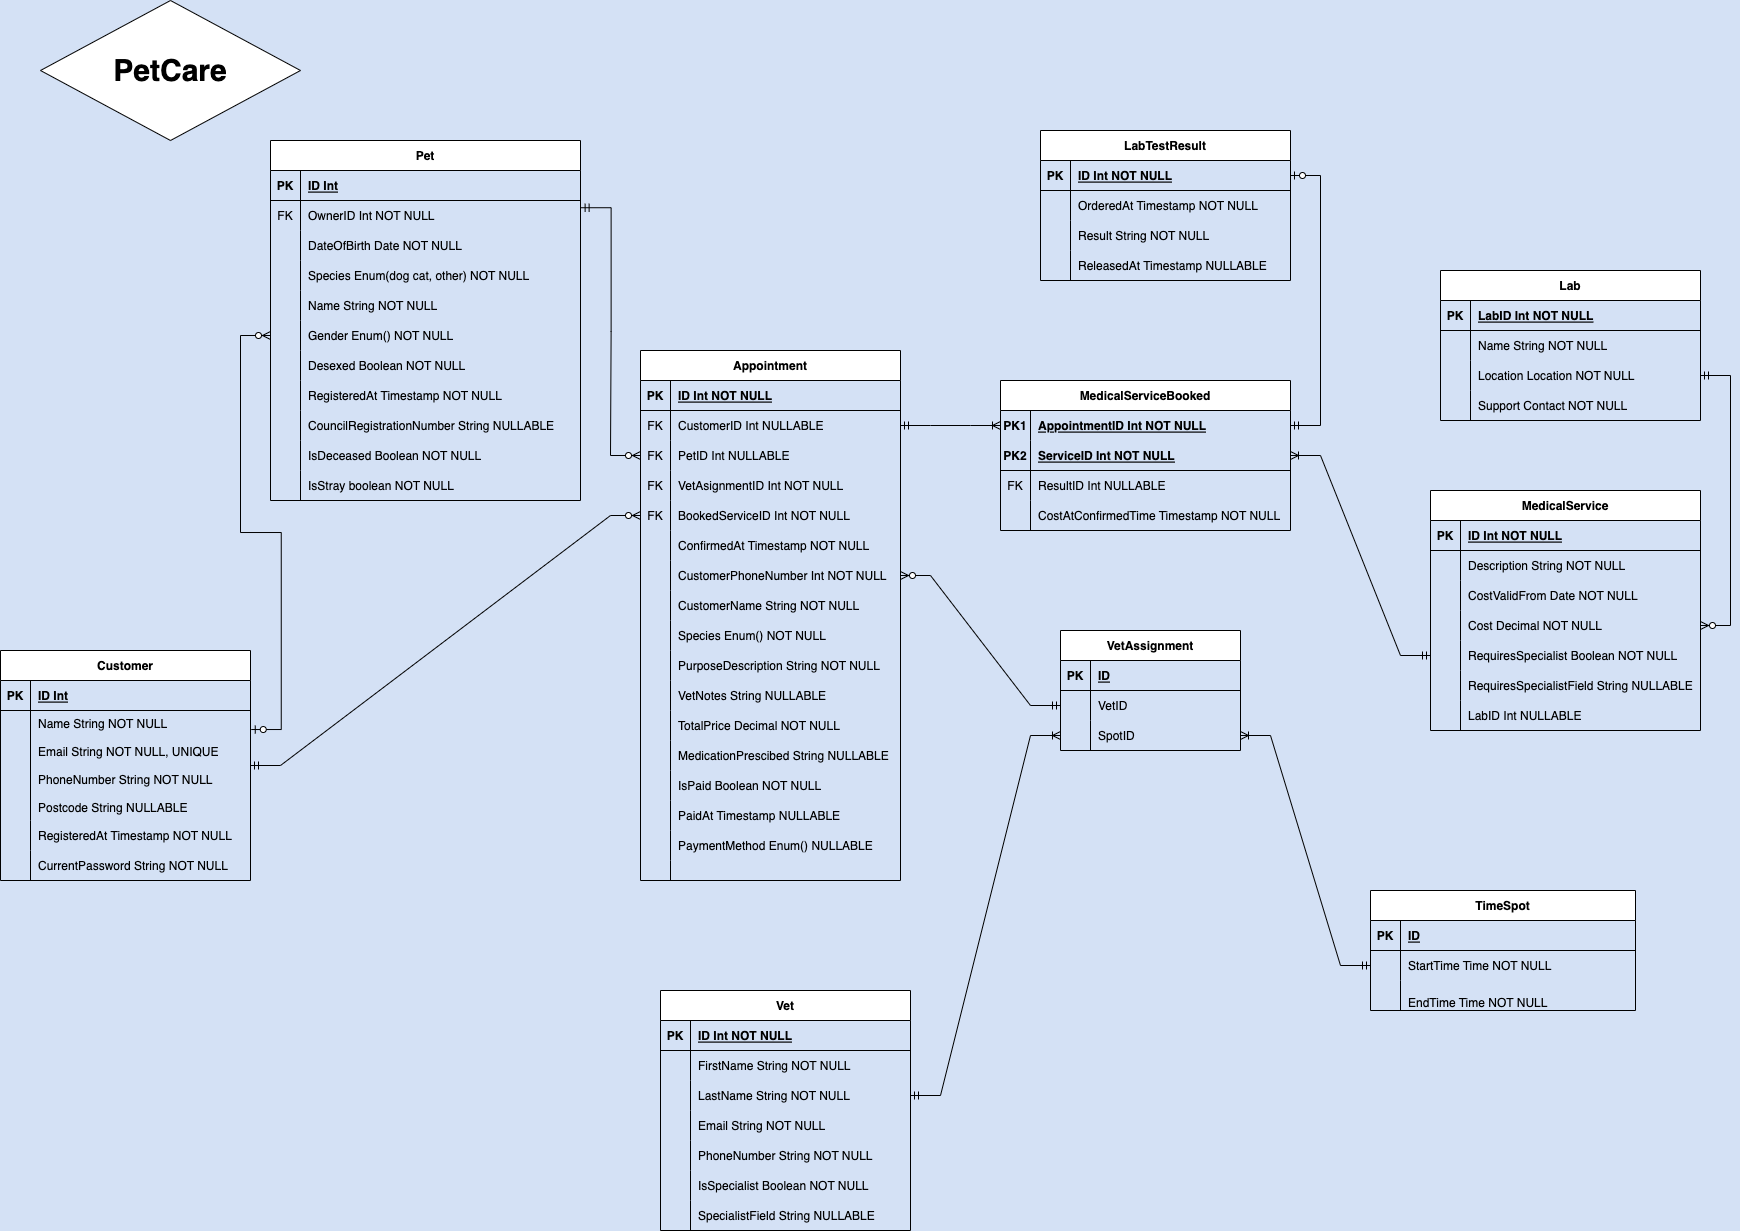 PetCare
Pet
PK ID Int
FK OwnerID Int NOT NULL
DateOfBirth Date NOT NULL
Species Enum(dog cat, other) NOT NULL
Name String NOT NULL
Gender Enum() NOT NULL
Desexed Boolean NOT NULL
RegisteredAt Timestamp NOT NULL
CouncilRegistrationNumber String NULLABLE
IsDeceased Boolean NOT NULL
IsStray boolean NOT NULL
LabTestResult
PK ID Int NOT NULL
OrderedAt Timestamp NOT NULL
Result String NOT NULL
ReleasedAt Timestamp NULLABLE
Lab
PK LabID Int NOT NULL
Name String NOT NULL
Location Location NOT NULL
Support Contact NOT NULL
Appointment
PK ID Int NOT NULL
FK CustomerID Int NULLABLE
FK PetID Int NULLABLE
FK VetAsignmentID Int NOT NULL
FK BookedServiceID Int NOT NULL
ConfirmedAt Timestamp NOT NULL
CustomerPhoneNumber Int NOT NULL
CustomerName String NOT NULL
Species Enum() NOT NULL
PurposeDescription String NOT NULL
VetNotes String NULLABLE
TotalPrice Decimal NOT NULL
MedicationPrescibed String NULLABLE
IsPaid Boolean NOT NULL
PaidAt Timestamp NULLABLE
PaymentMethod Enum() NULLABLE
MedicalServiceBooked
PK1 AppointmentID Int NOT NULL
PK2 ServiceID Int NOT NULL
FK ResultID Int NULLABLE
CostAtConfirmedTime Timestamp NOT NULL
MedicalService
PK ID Int NOT NULL
Description String NOT NULL
CostValidFrom Date NOT NULL
Cost Decimal NOT NULL
RequiresSpecialist Boolean NOT NULL
RequiresSpecialistField String NULLABLE
LabID Int NULLABLE
Customer
PK ID Int
Name String NOT NULL
Email String NOT NULL, UNIQUE
PhoneNumber String NOT NULL
Postcode String NULLABLE
RegisteredAt Timestamp NOT NULL
CurrentPassword String NOT NULL
VetAssignment
PK ID
VetID
SpotID
TimeSpot
PK ID
StartTime Time NOT NULL
EndTime Time NOT NULL
Vet
PK ID Int NOT NULL
FirstName String NOT NULL
LastName String NOT NULL
Email String NOT NULL
PhoneNumber String NOT NULL
IsSpecialist Boolean NOT NULL
SpecialistField String NULLABLE